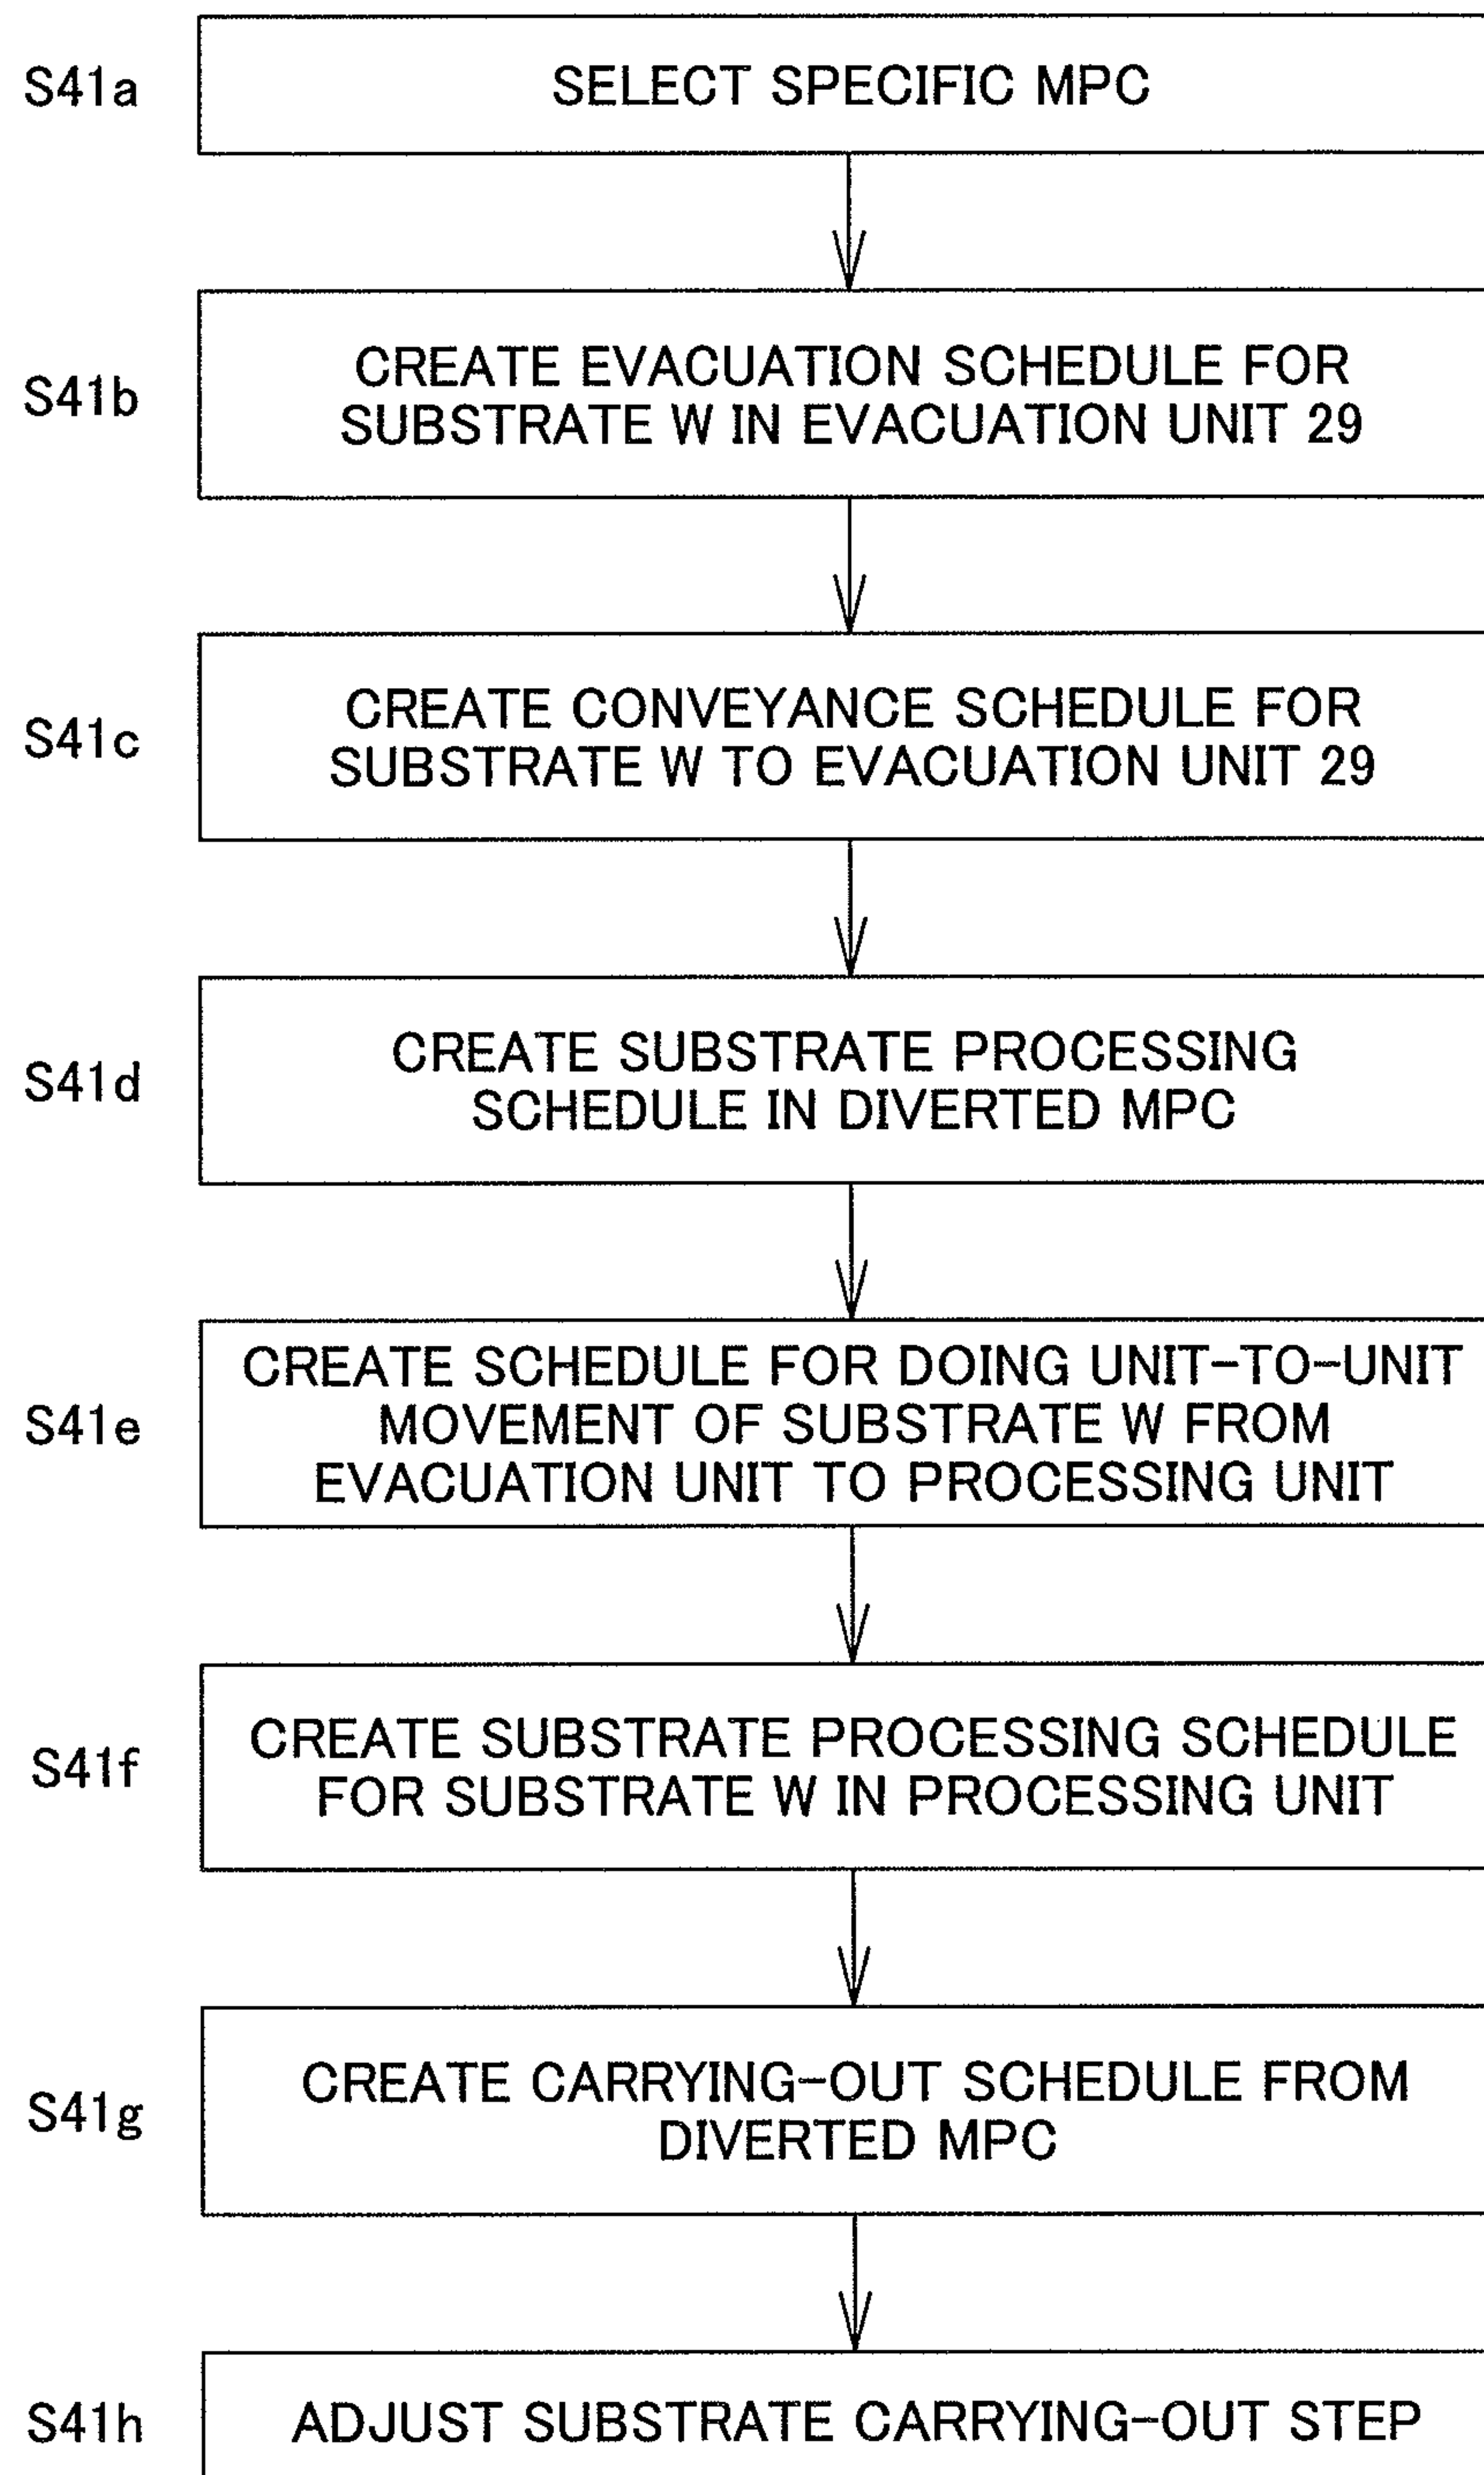 S41a
SELECT SPECIFIC MPC
S41b
CREATE EVACUATION SCHEDULE FOR
SUBSTRATE W IN EVACUATION UNIT 29
S41c
CREATE CONVEYANCE SCHEDULE FOR
SUBSTRATE W TO EVACUATION UNIT 29
S41d
CREATE SUBSTRATE PROCESSING
SCHEDULE IN DIVERTED MPC
S41e
CREATE SCHEDULE FOR DOING UNIT-TO-UNIT
MOVEMENT OF SUBSTRATE W FROM
EVACUATION UNIT TO PROCESSING UNIT
S41f
CREATE SUBSTRATE PROCESSING SCHEDULE
FOR SUBSTRATE W IN PROCESSING UNIT
S41g
CREATE CARRYING-OUT SCHEDULE FROM
DIVERTED MPC
S41h
ADJUST SUBSTRATE CARRYING-OUT STEP